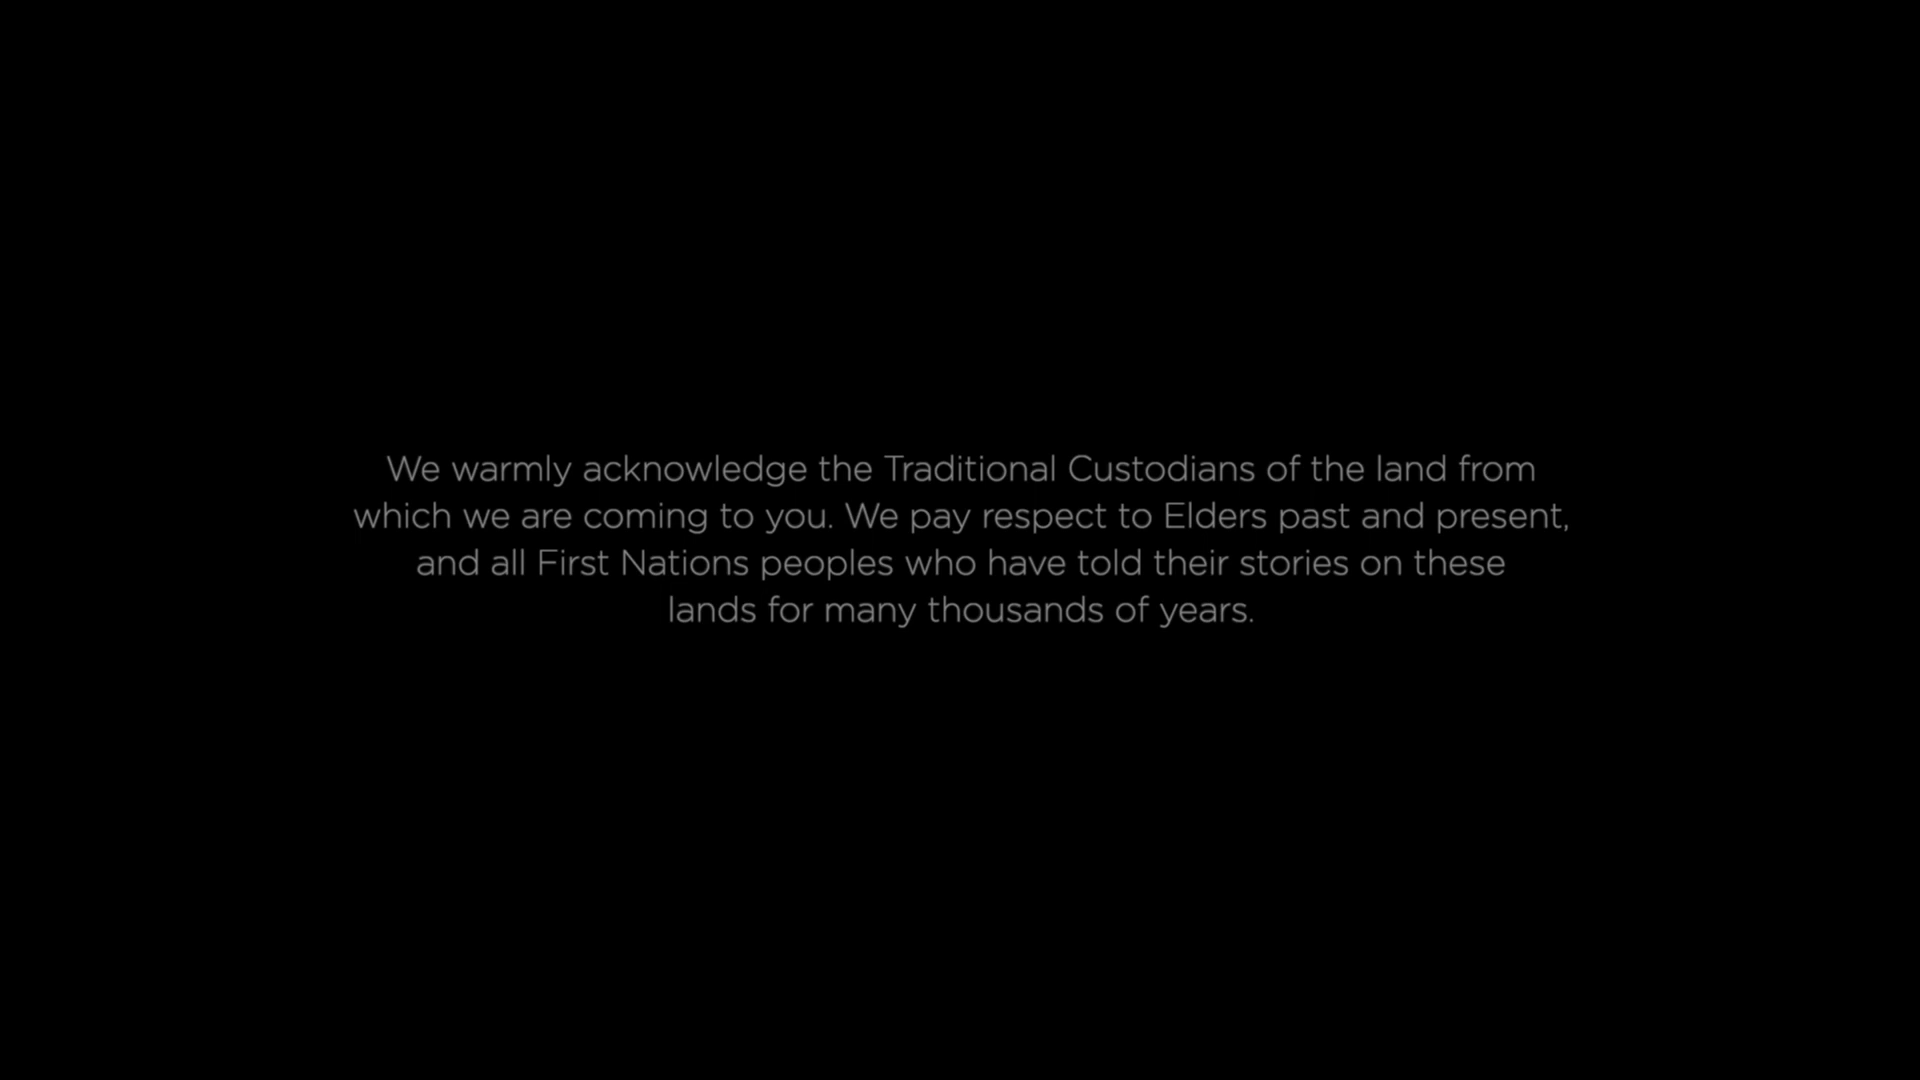 We warmly acknowledge the Traditional Custodians of the land from
which we are coming to you. We pay respect to Elders past and present,
and all First Nations peoples who have told their stories on these
lands for many thousands of years.